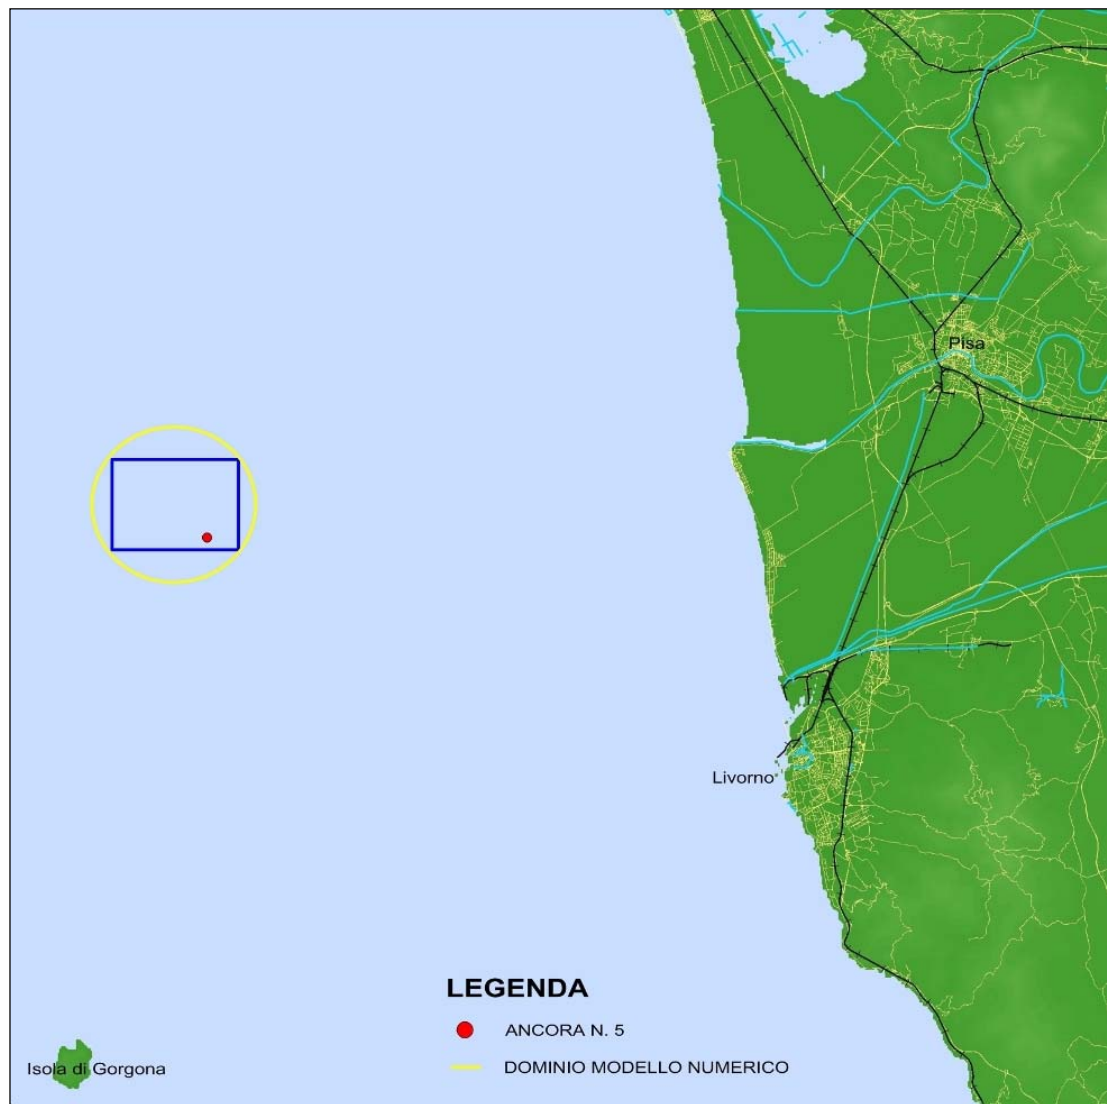 Pisa
Livorno
LEGENDA
ANCORA N. 5
Isola di Gorgona
DOMINIO MODELLO NUMERICO